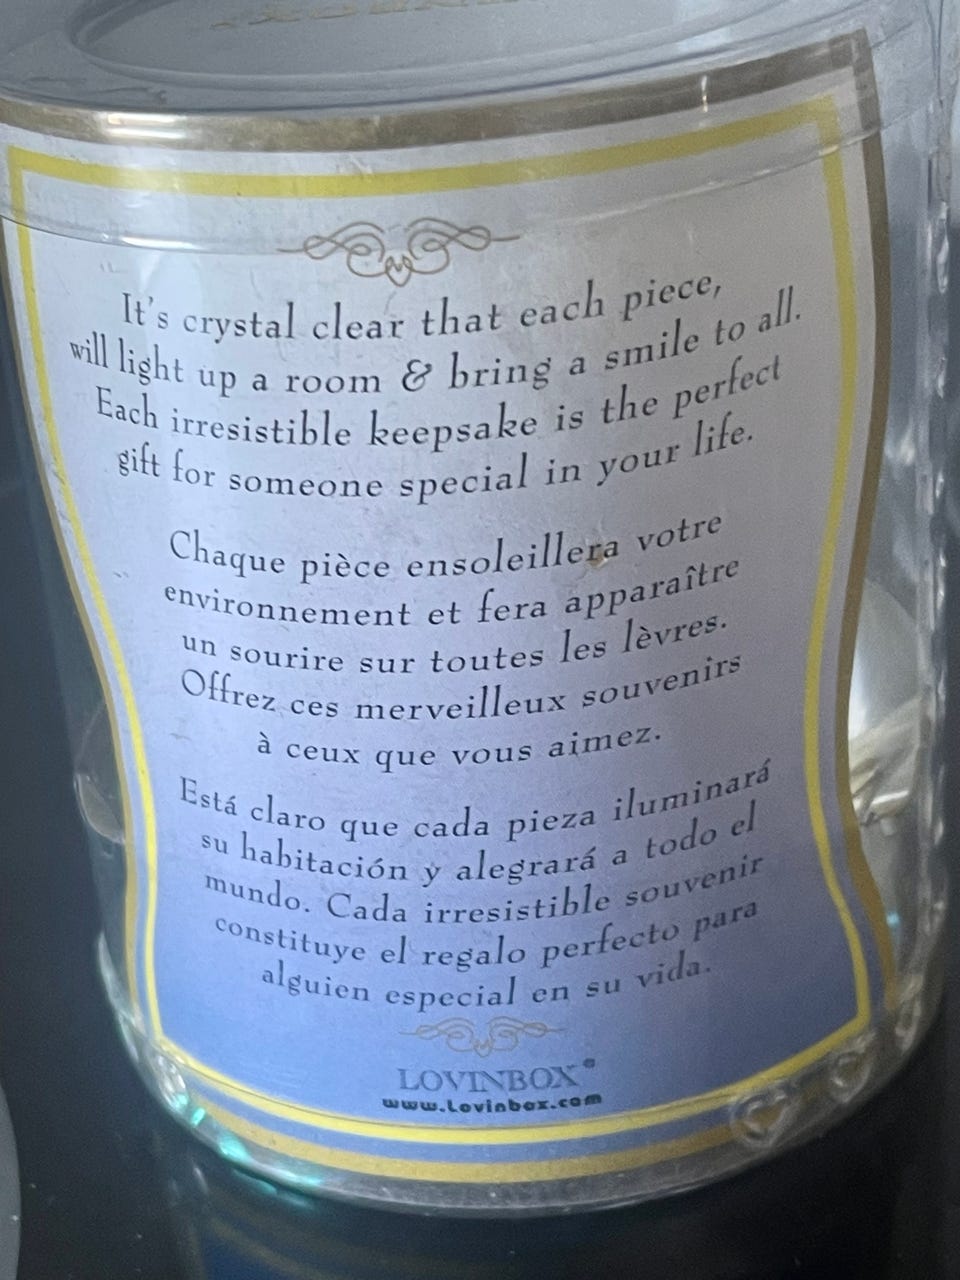 It's crystal clear that each piece,
will light up a room & bring a smile to all.
Each irresistible keepsake is the perfect
gift for someone special in your life.
Chaque pièce ensoleillera votre
environnement et fera apparaître
un sourire sur toutes les lèvres.
Offrez ces merveilleux souvenirs
à ceux que vous aimez.
Está claro que cada pieza iluminará
su habitación y alegrará a todo el
mundo. Cada irresistible souvenir
constituye el regalo perfecto para
alguien especial en su vida.
LOVINBOX®
www.Lovinbox.com